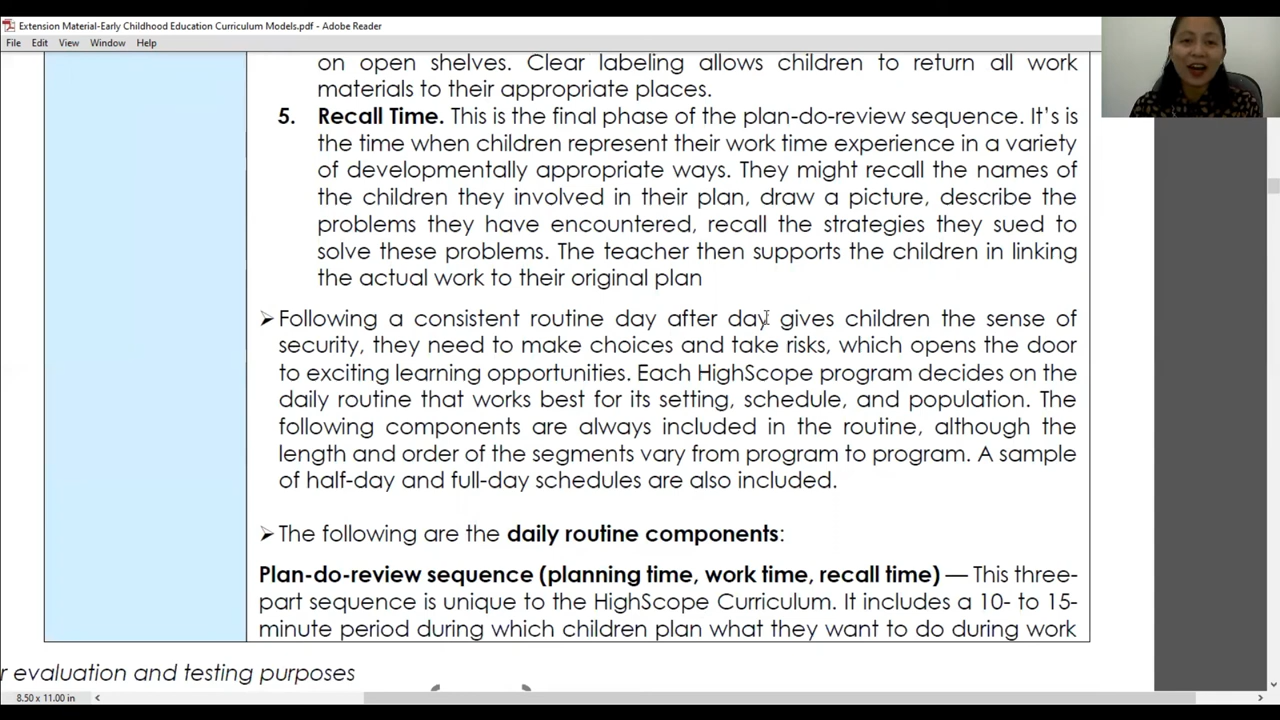 Extension Material-Early Childhood Education Curriculum Models.pdf - Adobe Reader
File Edit View Window Help
on open shelves. Clear labeling allows children to return all work
materials to their appropriate places.
5. Recall Time. This is the final phase of the plan-do-review sequence. It's is
the time when children represent their work time experience in a variety
of developmentally appropriate ways. They might recall the names of
the children they involved in their plan, draw a picture, describe the
problems they have encountered, recall the strategies they sued to
solve these problems. The teacher then supports the children in linking
the actual work to their original plan
➢ Following a consistent routine day after day gives children the sense of
security, they need to make choices and take risks, which opens the door
to exciting learning opportunities. Each HighScope program decides on the
daily routine that works best for its setting, schedule, and population. The
following components are always included in the routine, although the
length and order of the segments vary from program to program. A sample
of half-day and full-day schedules are also included.
➢ The following are the daily routine components:
Plan-do-review sequence (planning time, work time, recall time) — This three-
part sequence is unique to the HighScope Curriculum. It includes a 10- to 15-
minute period during which children plan what they want to do during work
r evaluation and testing purposes
8.50 x 11.00 in